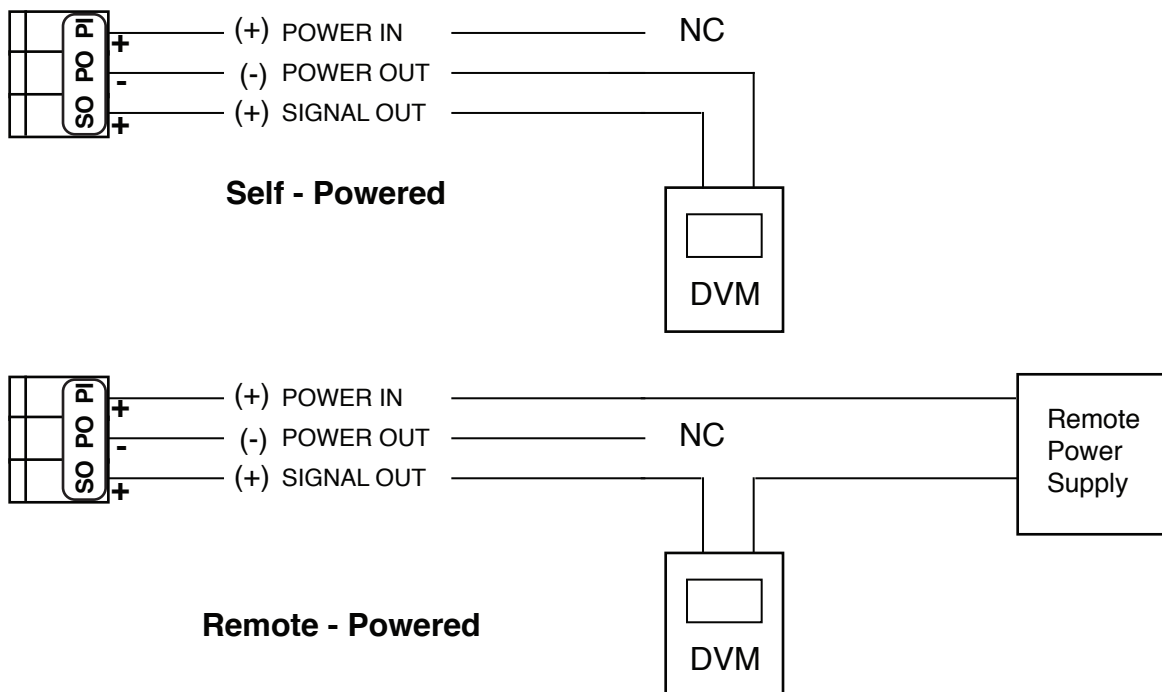 SO PO PI
+
-
+
(+) POWER IN
NC
(-) POWER OUT
(+) SIGNAL OUT
Self - Powered
DVM
SO PO PI
+
-
+
(+) POWER IN
(-) POWER OUT
NC
(+) SIGNAL OUT
Remote
Power
Supply
Remote - Powered
DVM